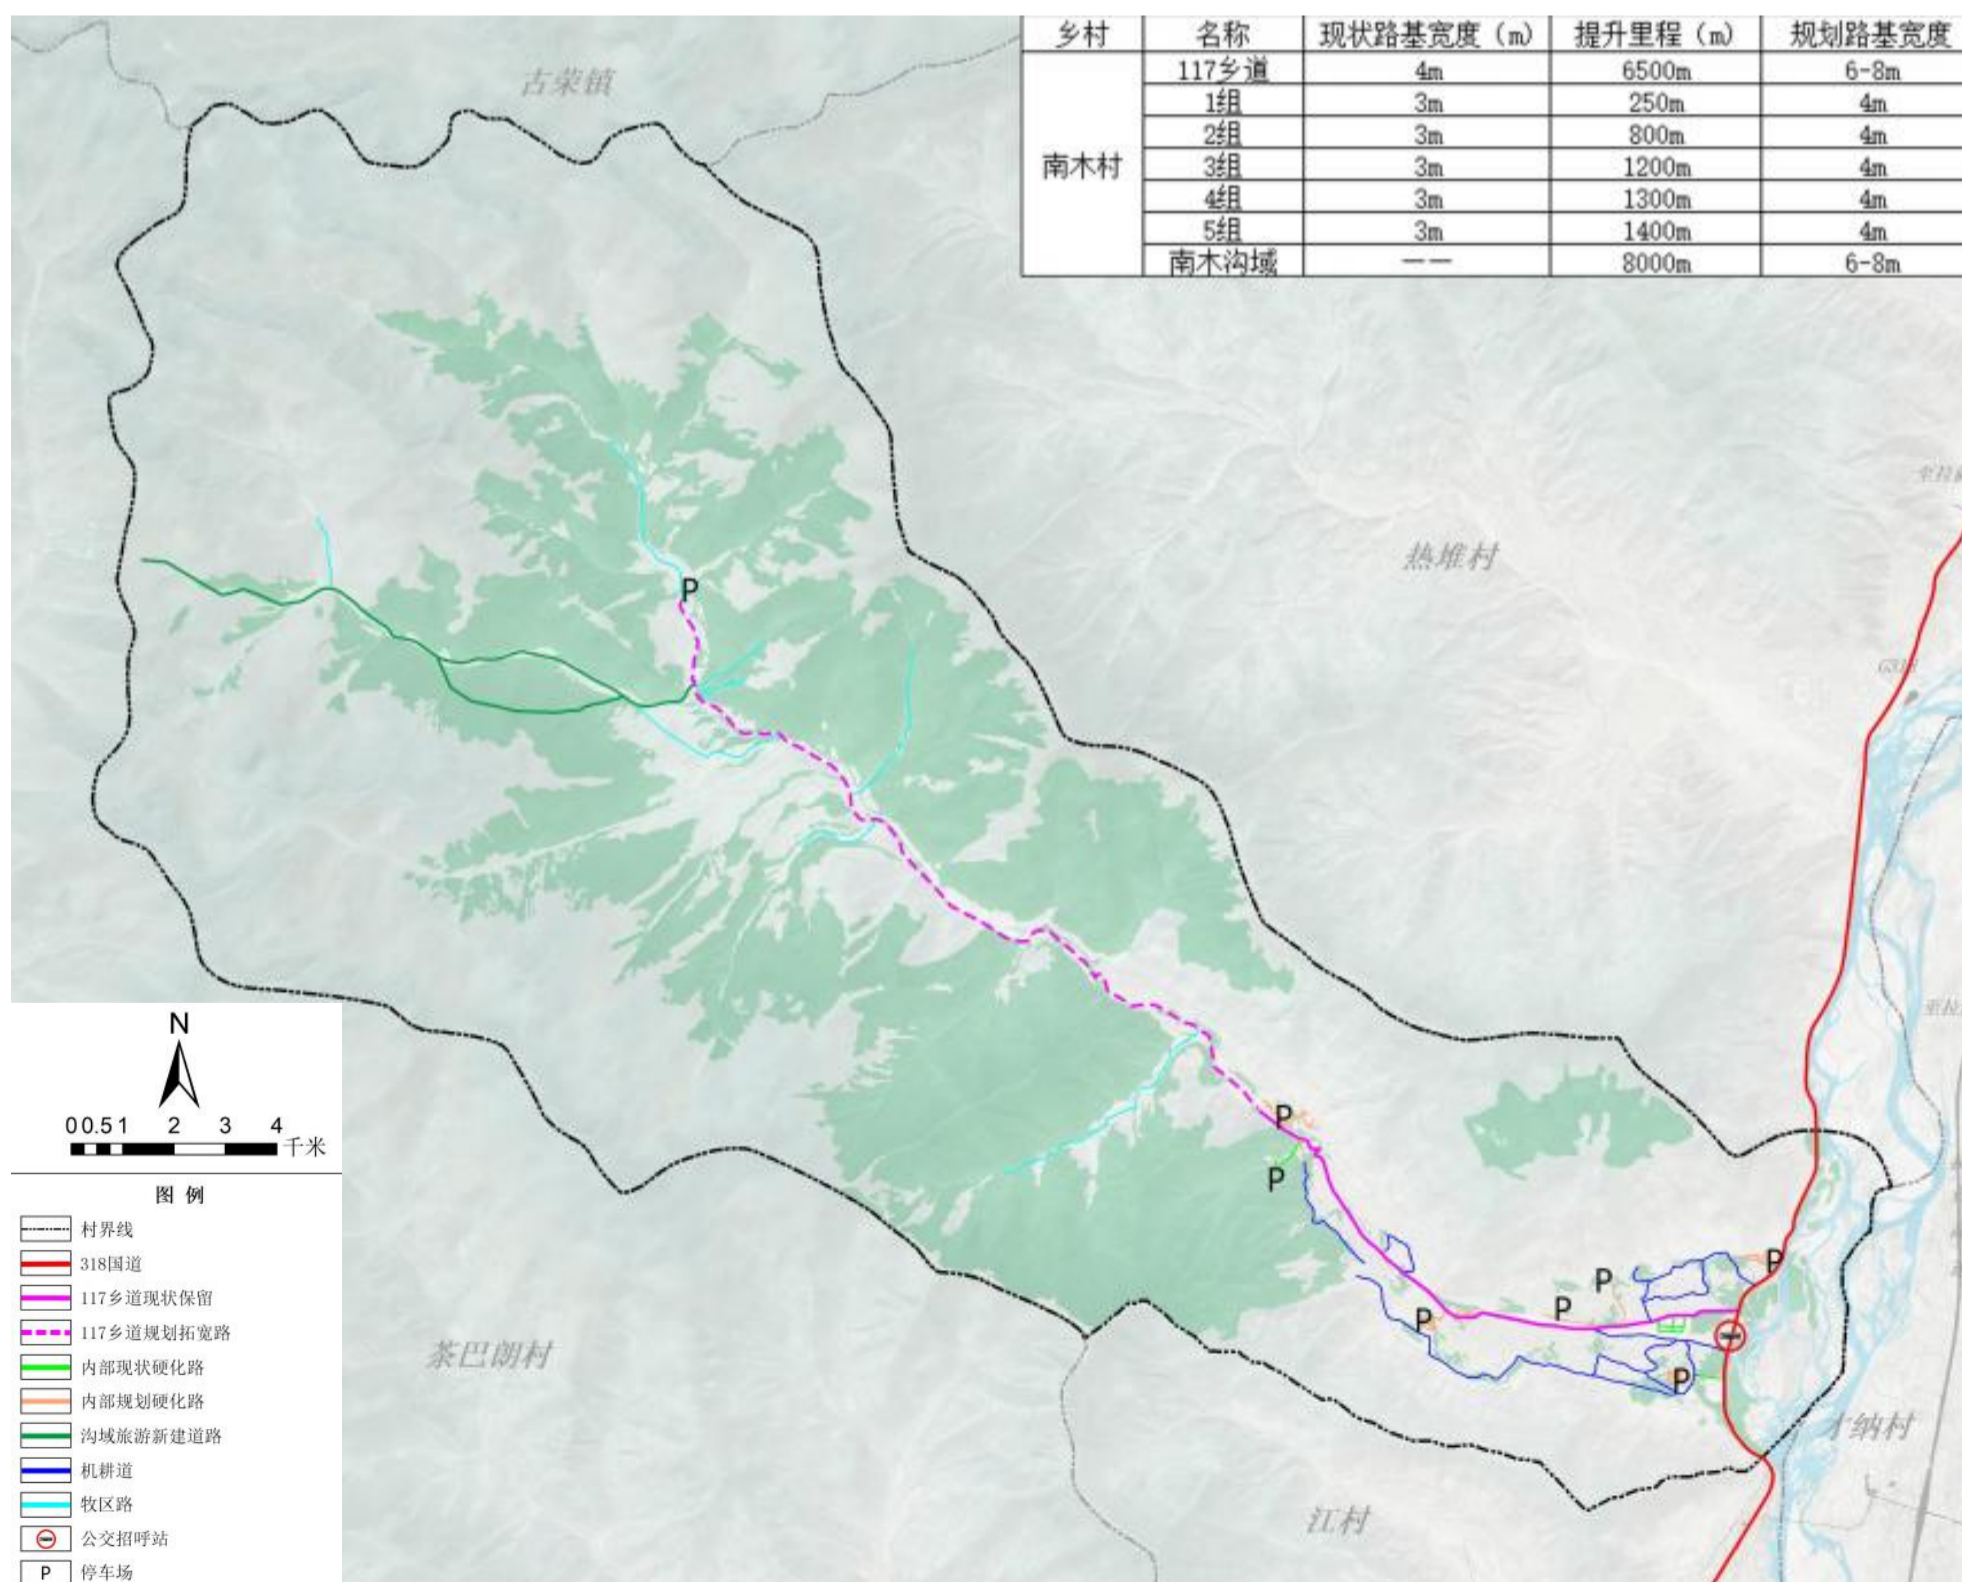 乡村 名称 现状路基宽度（m） 提升里程（m） 规划路基宽度
南木村
117乡道 4m 6500m 6-8m
1组 3m 250m 4m
2组 3m 800m 4m
3组 3m 1200m 4m
4组 3m 1300m 4m
5组 3m 1400m 4m
南木沟域 —— 8000m 6-8m
古荣镇
热堆村
P
P
P
P
P
P
P
P
茶巴朗村
才纳村
江村
N
0 0.5 1 2 3 4 千米
图 例
村界线
318国道
117乡道现状保留
117乡道规划拓宽路
内部现状硬化路
内部规划硬化路
沟域旅游新建道路
机耕道
牧区路
公交招呼站
P 停车场